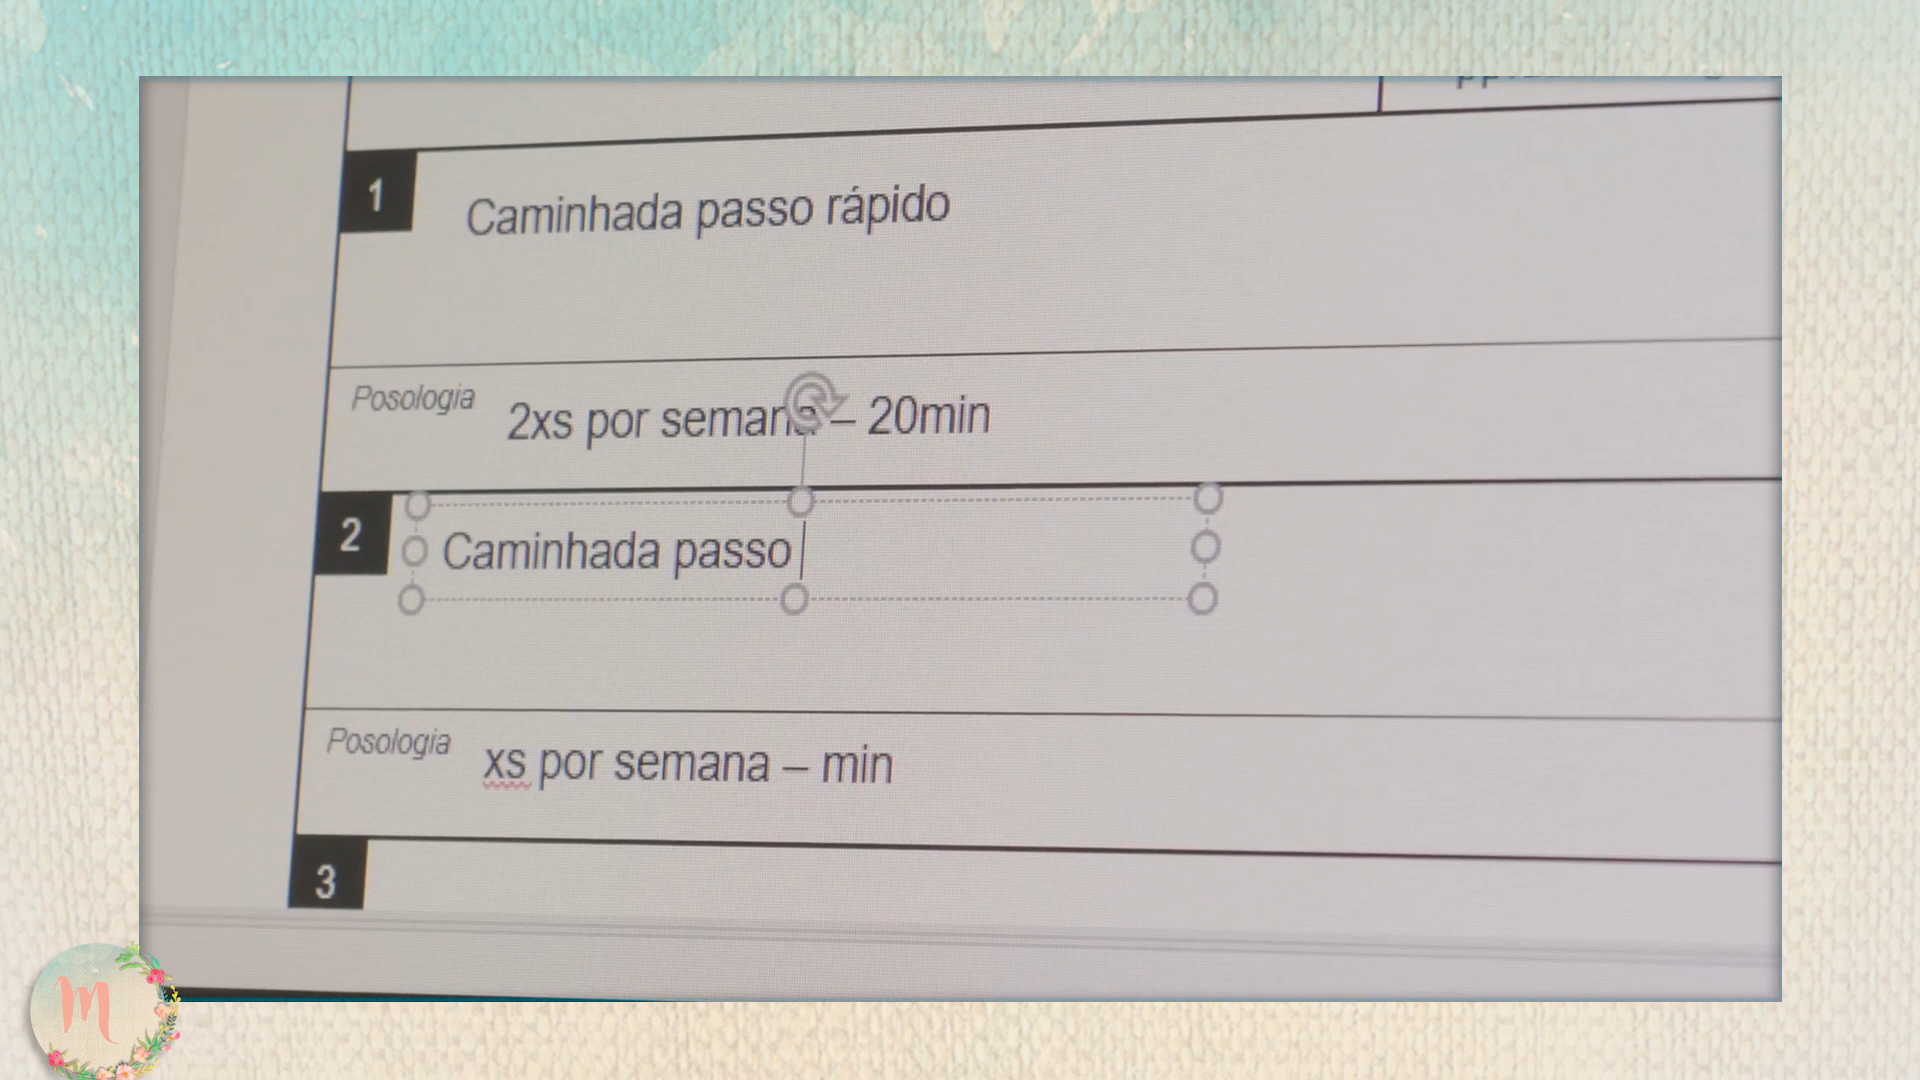 1
Caminhada passo rápido
Posologia
2xs por semana – 20min
2
Caminhada passo
Posologia
xs por semana – min
3
M